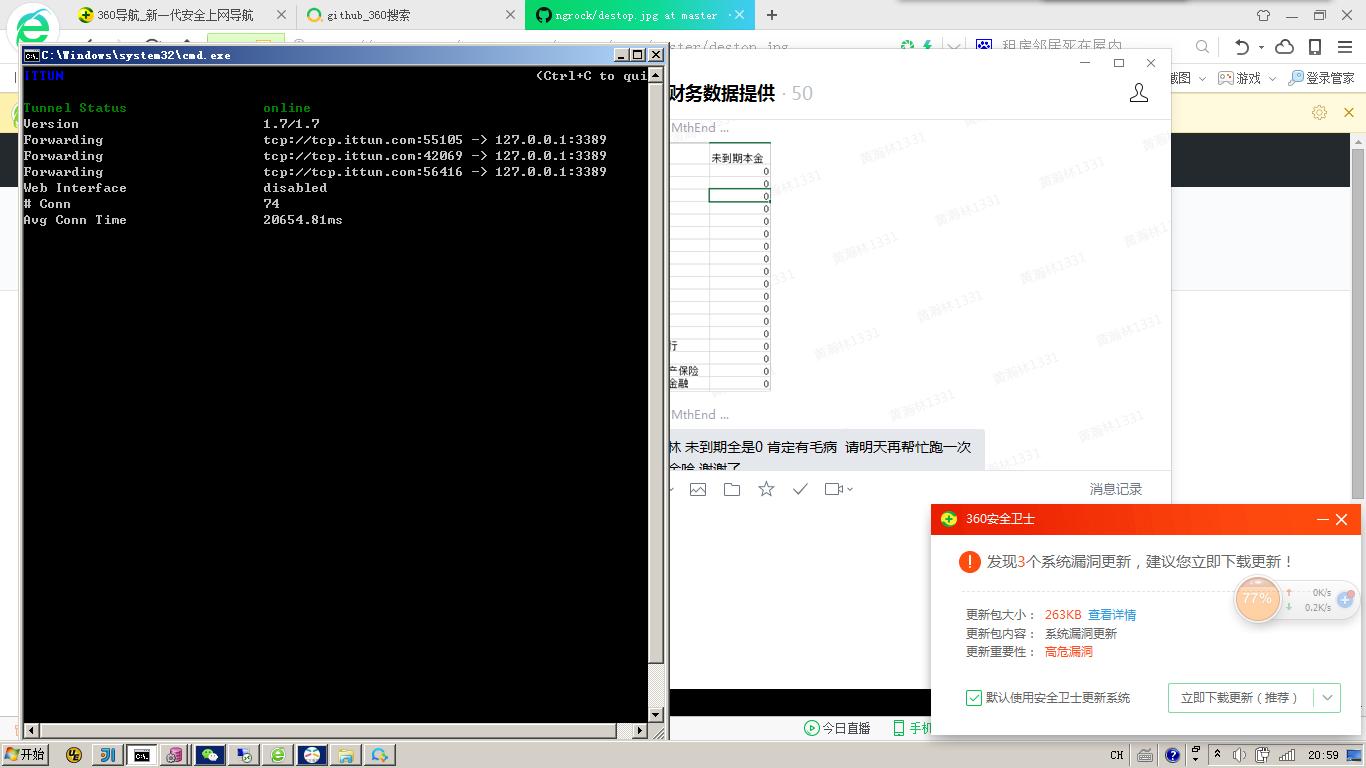 360导航_新一代安全上网导航
github_360搜索
ngrock/destop.jpg at master ·
C:\Windows\system32\cmd.exe
ster/destop.jpg
租房邻居死在屋内
截图
游戏
登录管家
ITTUN (Ctrl+C to qui
Tunnel Status online
Version 1.7/1.7
Forwarding tcp://tcp.ittun.com:55105 -> 127.0.0.1:3389
Forwarding tcp://tcp.ittun.com:42069 -> 127.0.0.1:3389
Forwarding tcp://tcp.ittun.com:56416 -> 127.0.0.1:3389
Web Interface disabled
# Conn 74
Avg Conn Time 20654.81ms
财务数据提供 · 50
MthEnd ...
未到期本金
0
0
0
0
0
0
0
0
0
0
0
0
0
0
行 0
0
产保险 0
金融 0
黄瀚林1331
MthEnd ...
林 未到期全是0 肯定有毛病 请明天再帮忙跑一次
金哈 谢谢了
消息记录
360安全卫士
发现3个系统漏洞更新，建议您立即下载更新！
77%
0K/s
0.2K/s
更新包大小： 263KB 查看详情
更新包内容： 系统漏洞更新
更新重要性： 高危漏洞
默认使用安全卫士更新系统
立即下载更新（推荐）
今日直播
手机
开始
CH
20:59